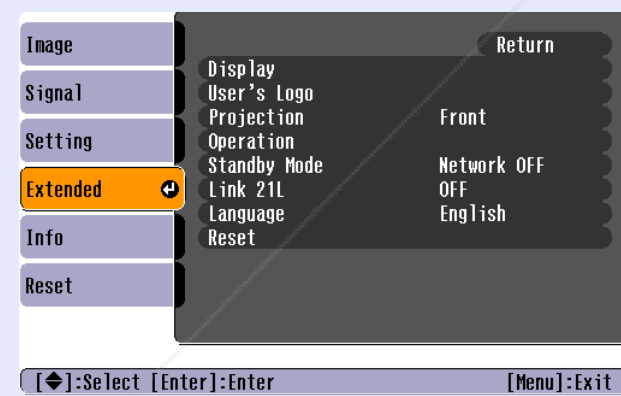 Image
Signal
Setting
Extended
Info
Reset
Return
Display
User's Logo
Projection Front
Operation
Standby Mode Network OFF
Link 21L OFF
Language English
Reset
[◆]:Select [Enter]:Enter [Menu]:Exit